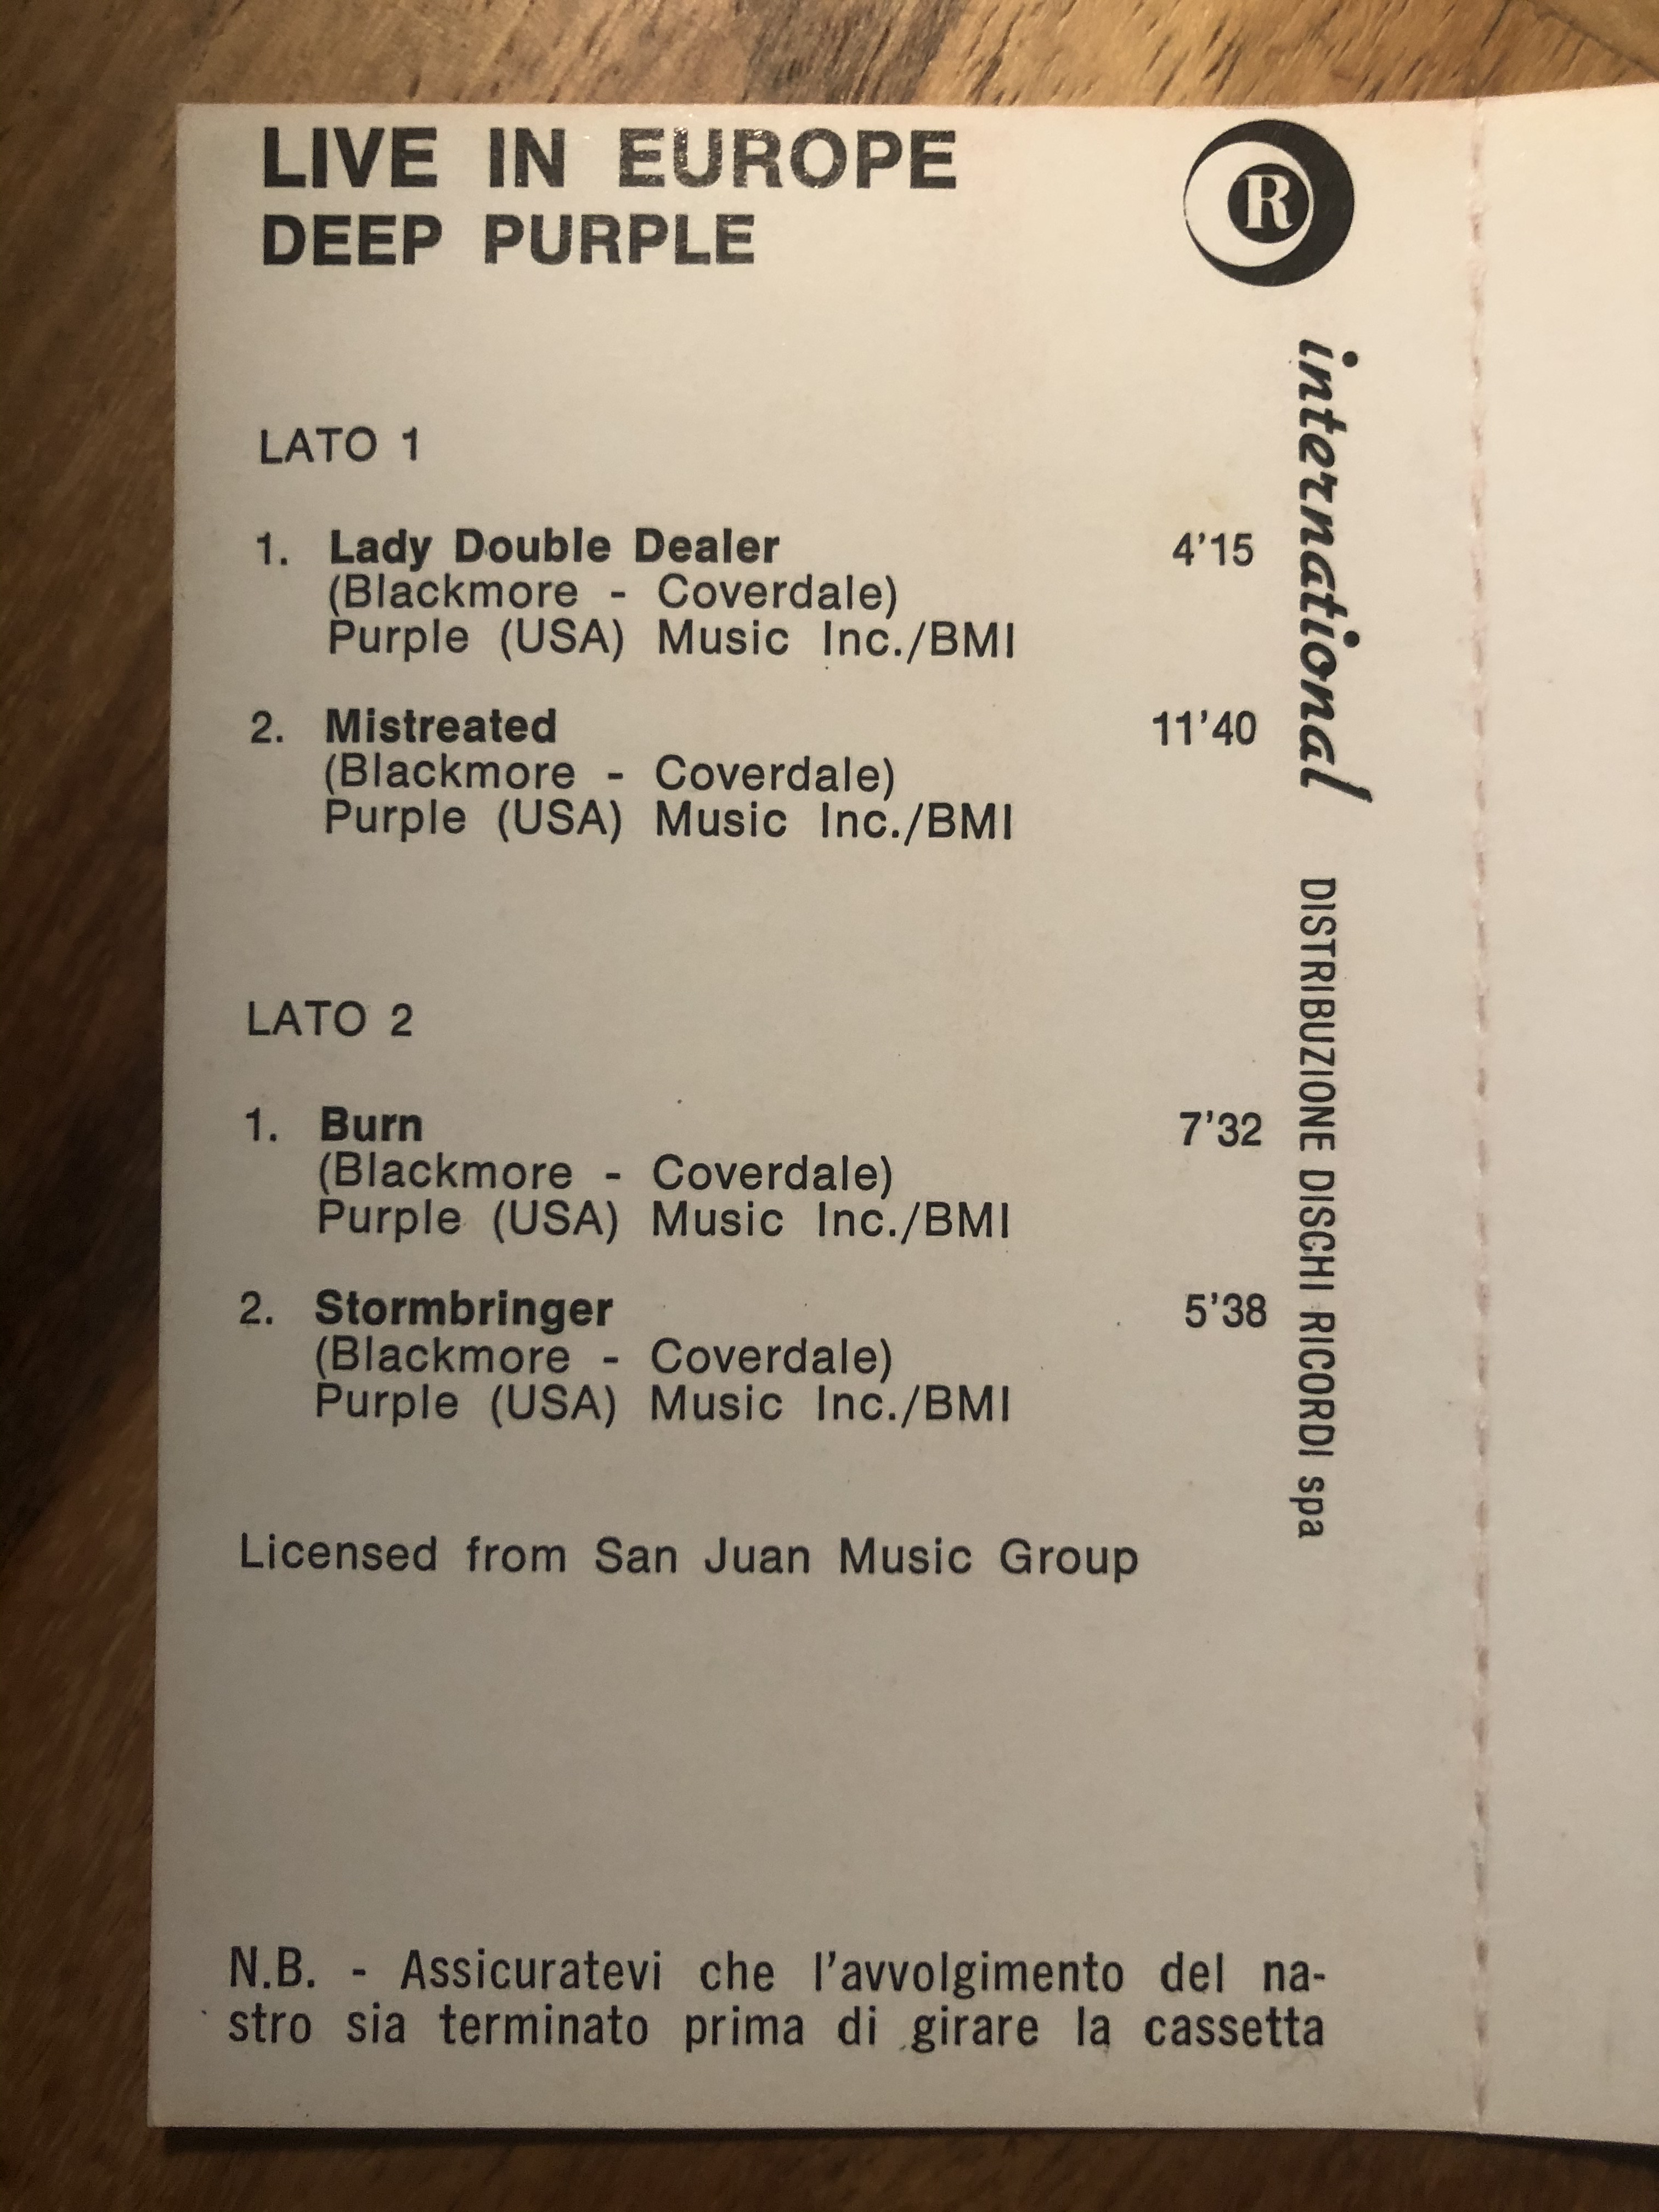 LIVE IN EUROPE
DEEP PURPLE
R
international
DISTRIBUZIONE DISCHI RICORDI spa
LATO 1
1. Lady Double Dealer 4'15
(Blackmore - Coverdale)
Purple (USA) Music Inc./BMI
2. Mistreated 11'40
(Blackmore - Coverdale)
Purple (USA) Music Inc./BMI
LATO 2
1. Burn 7'32
(Blackmore - Coverdale)
Purple (USA) Music Inc./BMI
2. Stormbringer 5'38
(Blackmore - Coverdale)
Purple (USA) Music Inc./BMI
Licensed from San Juan Music Group
N.B. - Assicuratevi che l'avvolgimento del na-
stro sia terminato prima di girare la cassetta